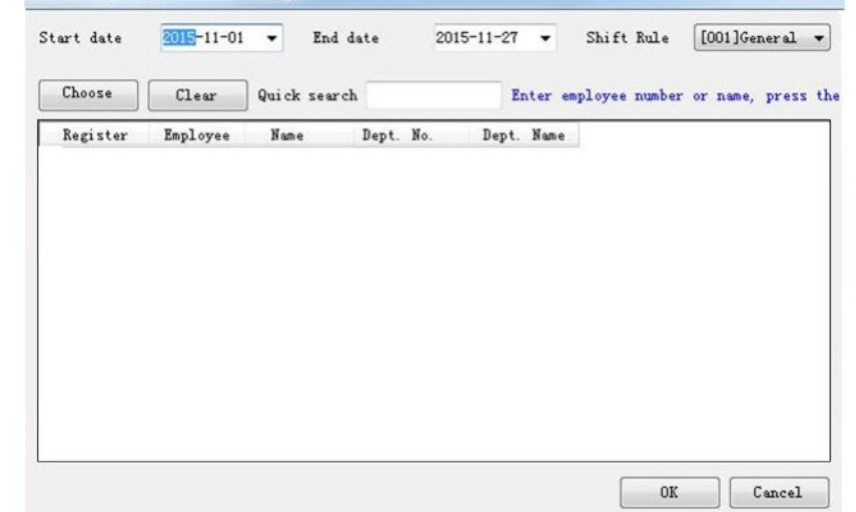 Start date 2015-11-01 End date 2015-11-27 Shift Rule [001]General
Choose Clear Quick search Enter employee number or name, press the
Register Employee Name Dept. No. Dept. Name
OK Cancel